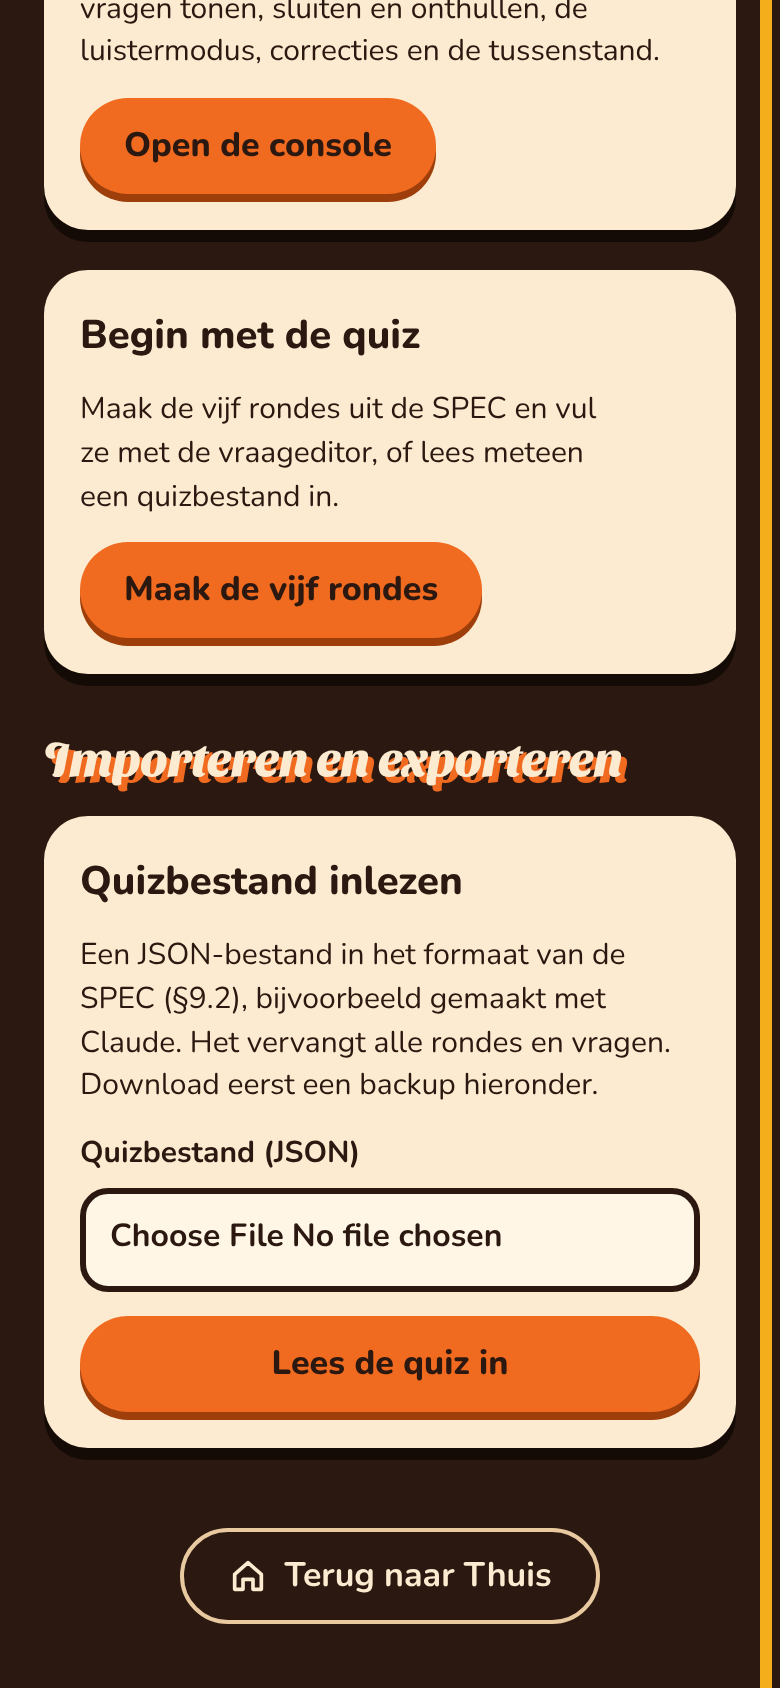 vragen tonen, sluiten en onthullen, de
luistermodus, correcties en de tussenstand.
Open de console
Begin met de quiz
Maak de vijf rondes uit de SPEC en vul
ze met de vraageditor, of lees meteen
een quizbestand in.
Maak de vijf rondes
Importeren en exporteren
Quizbestand inlezen
Een JSON-bestand in het formaat van de
SPEC (§9.2), bijvoorbeeld gemaakt met
Claude. Het vervangt alle rondes en vragen.
Download eerst een backup hieronder.
Quizbestand (JSON)
Choose File No file chosen
Lees de quiz in
Terug naar Thuis